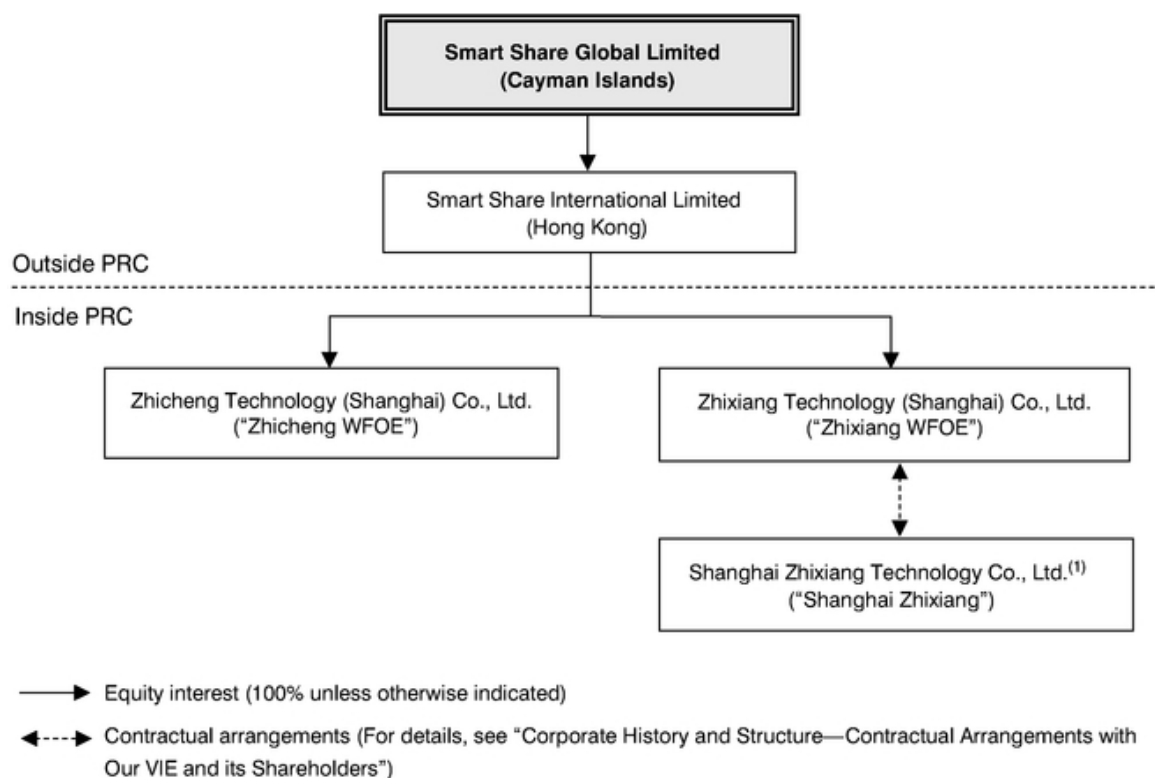 Smart Share Global Limited
(Cayman Islands)
Smart Share International Limited
(Hong Kong)
Outside PRC
Inside PRC
Zhicheng Technology (Shanghai) Co., Ltd.
(“Zhicheng WFOE”)
Zhixiang Technology (Shanghai) Co., Ltd.
(“Zhixiang WFOE”)
Shanghai Zhixiang Technology Co., Ltd.(1)
(“Shanghai Zhixiang”)
Equity interest (100% unless otherwise indicated)
Contractual arrangements (For details, see “Corporate History and Structure—Contractual Arrangements with
Our VIE and its Shareholders”)